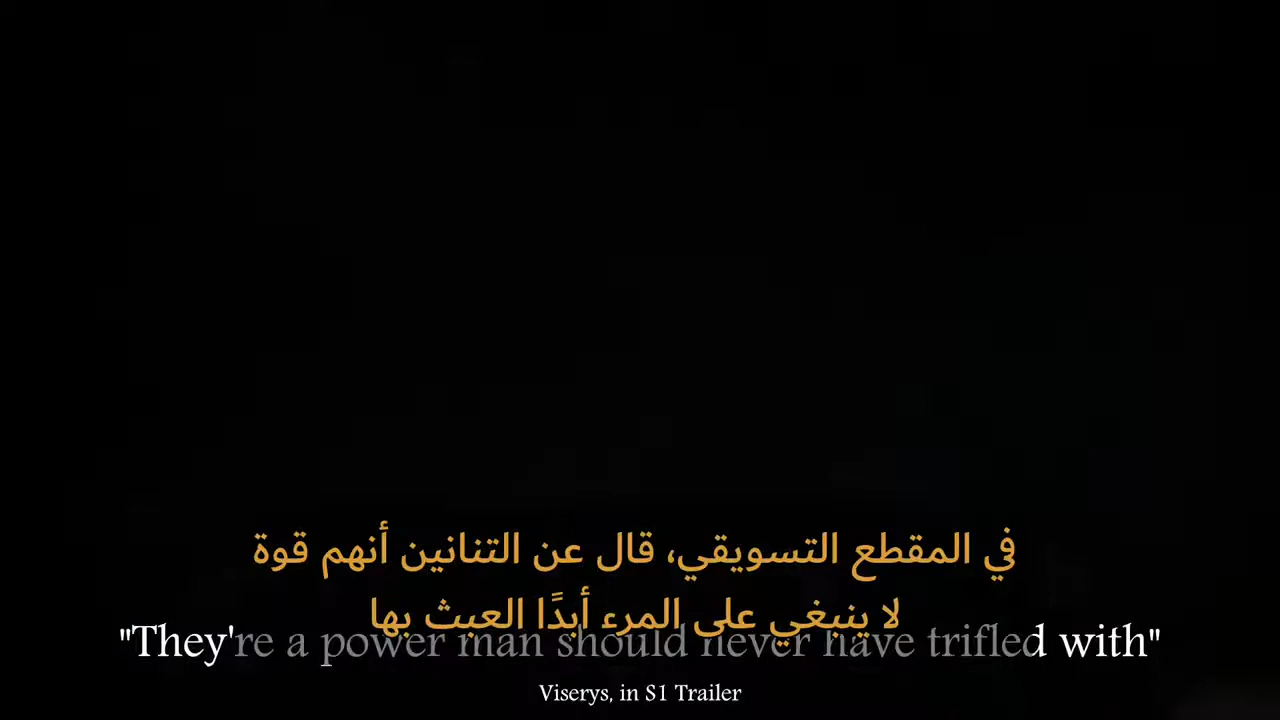 في المقطع التسويقي، قال عن التنانين أنهم قوة
لا ينبغي على المرء أبدًا العبث بها
"They're a power man should never have trifled with"
Viserys, in S1 Trailer